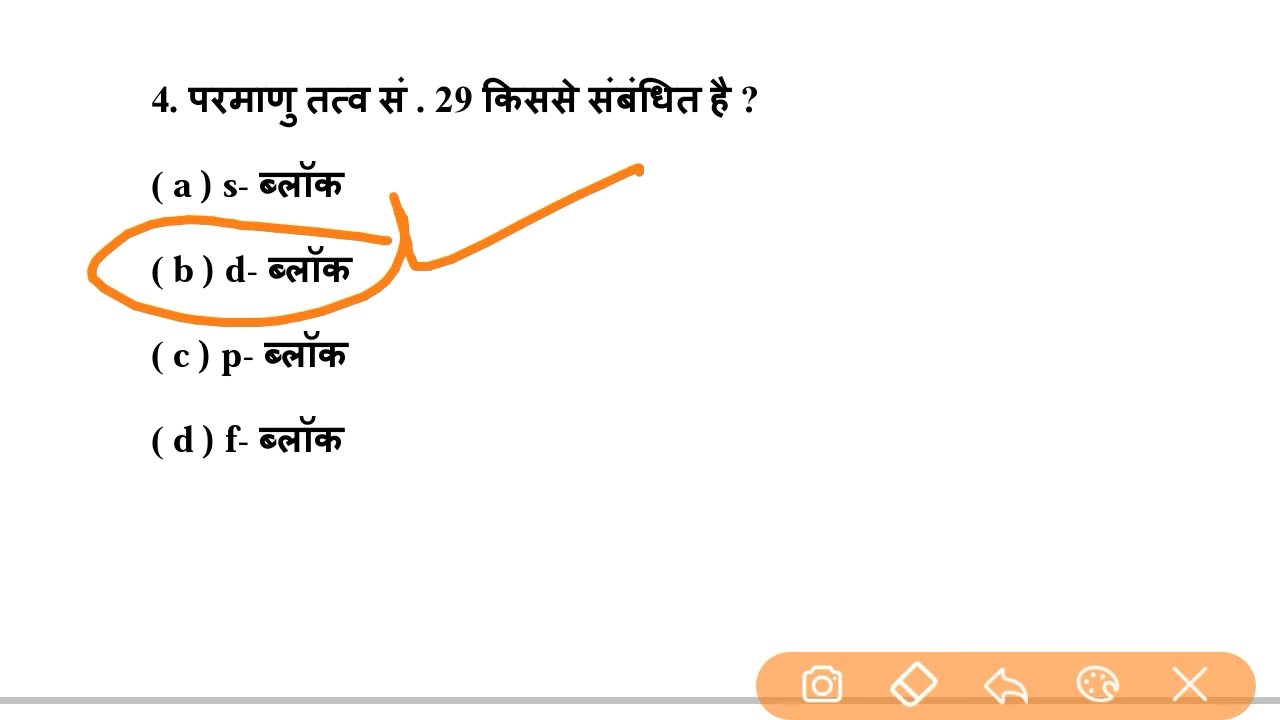 4. परमाणु तत्व सं . 29 किससे संबंधित है ?
( a ) s- ब्लॉक
( b ) d- ब्लॉक
( c ) p- ब्लॉक
( d ) f- ब्लॉक